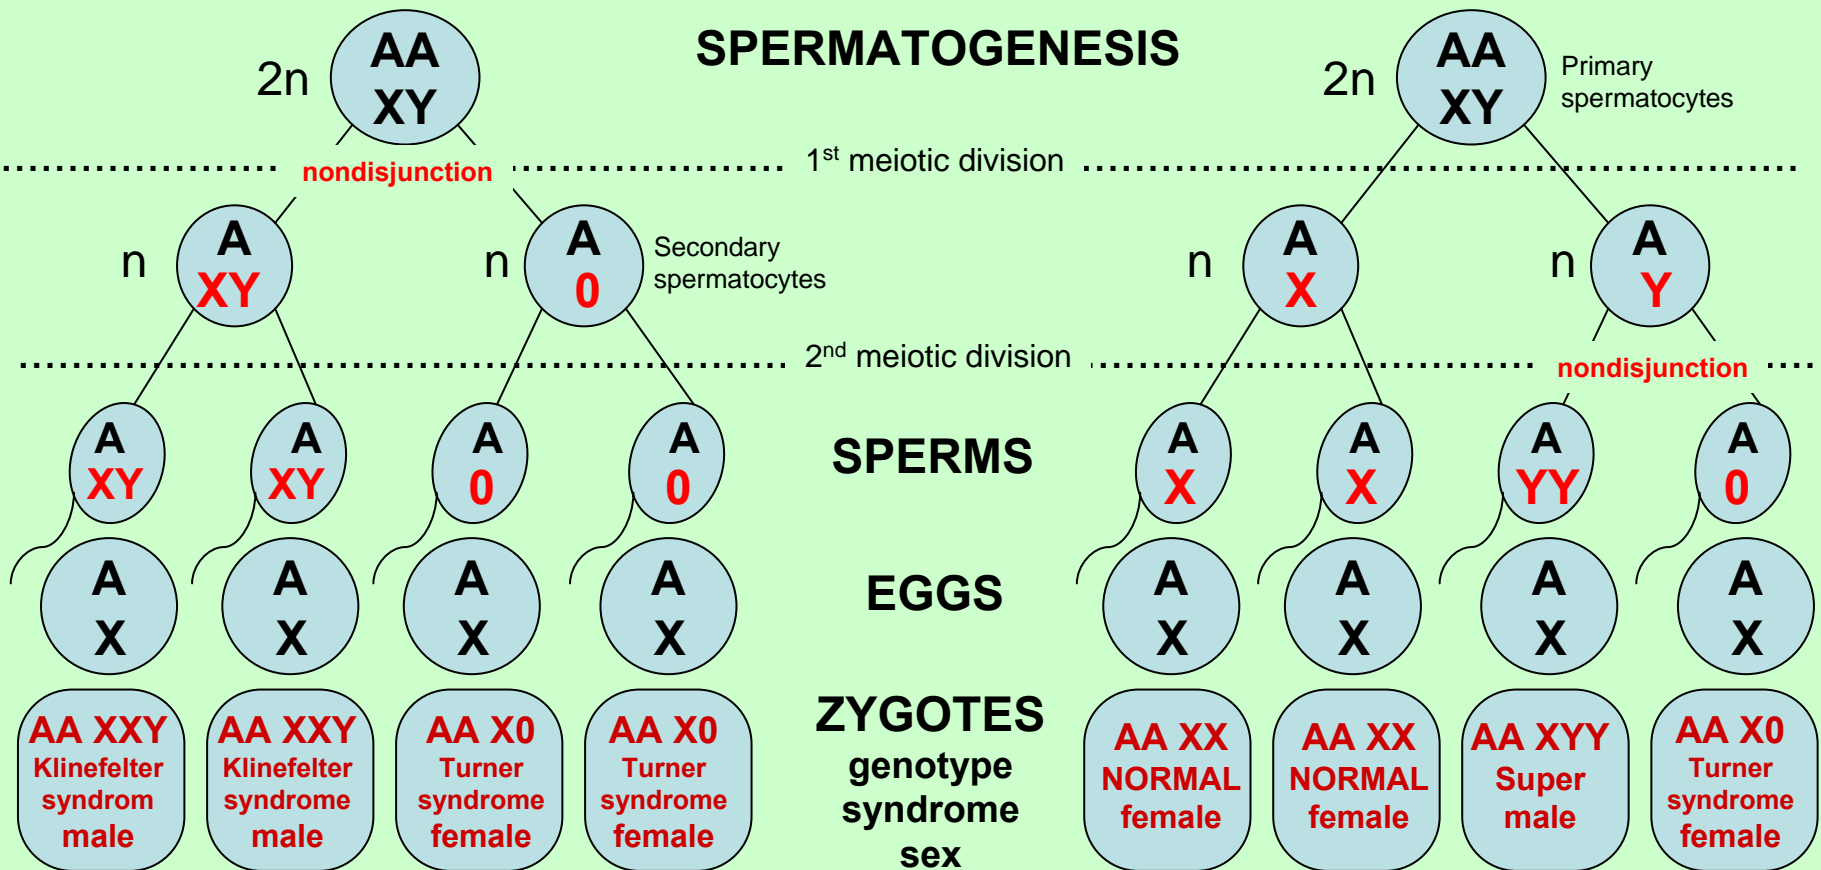 SPERMATOGENESIS
2n
AA
XY
2n
AA
XY
Primary
spermatocytes
nondisjunction
1st meiotic division
n
A
XY
n
A
0
Secondary
spermatocytes
n
A
X
n
A
Y
2nd meiotic division
nondisjunction
A
XY
A
XY
A
0
A
0
SPERMS
A
X
A
X
A
YY
A
0
A
X
A
X
A
X
A
X
EGGS
A
X
A
X
A
X
A
X
AA XXY
Klinefelter
syndrom
male
AA XXY
Klinefelter
syndrome
male
AA X0
Turner
syndrome
female
AA X0
Turner
syndrome
female
ZYGOTES
genotype
syndrome
sex
AA XX
NORMAL
female
AA XX
NORMAL
female
AA XYY
Super
male
AA X0
Turner
syndrome
female